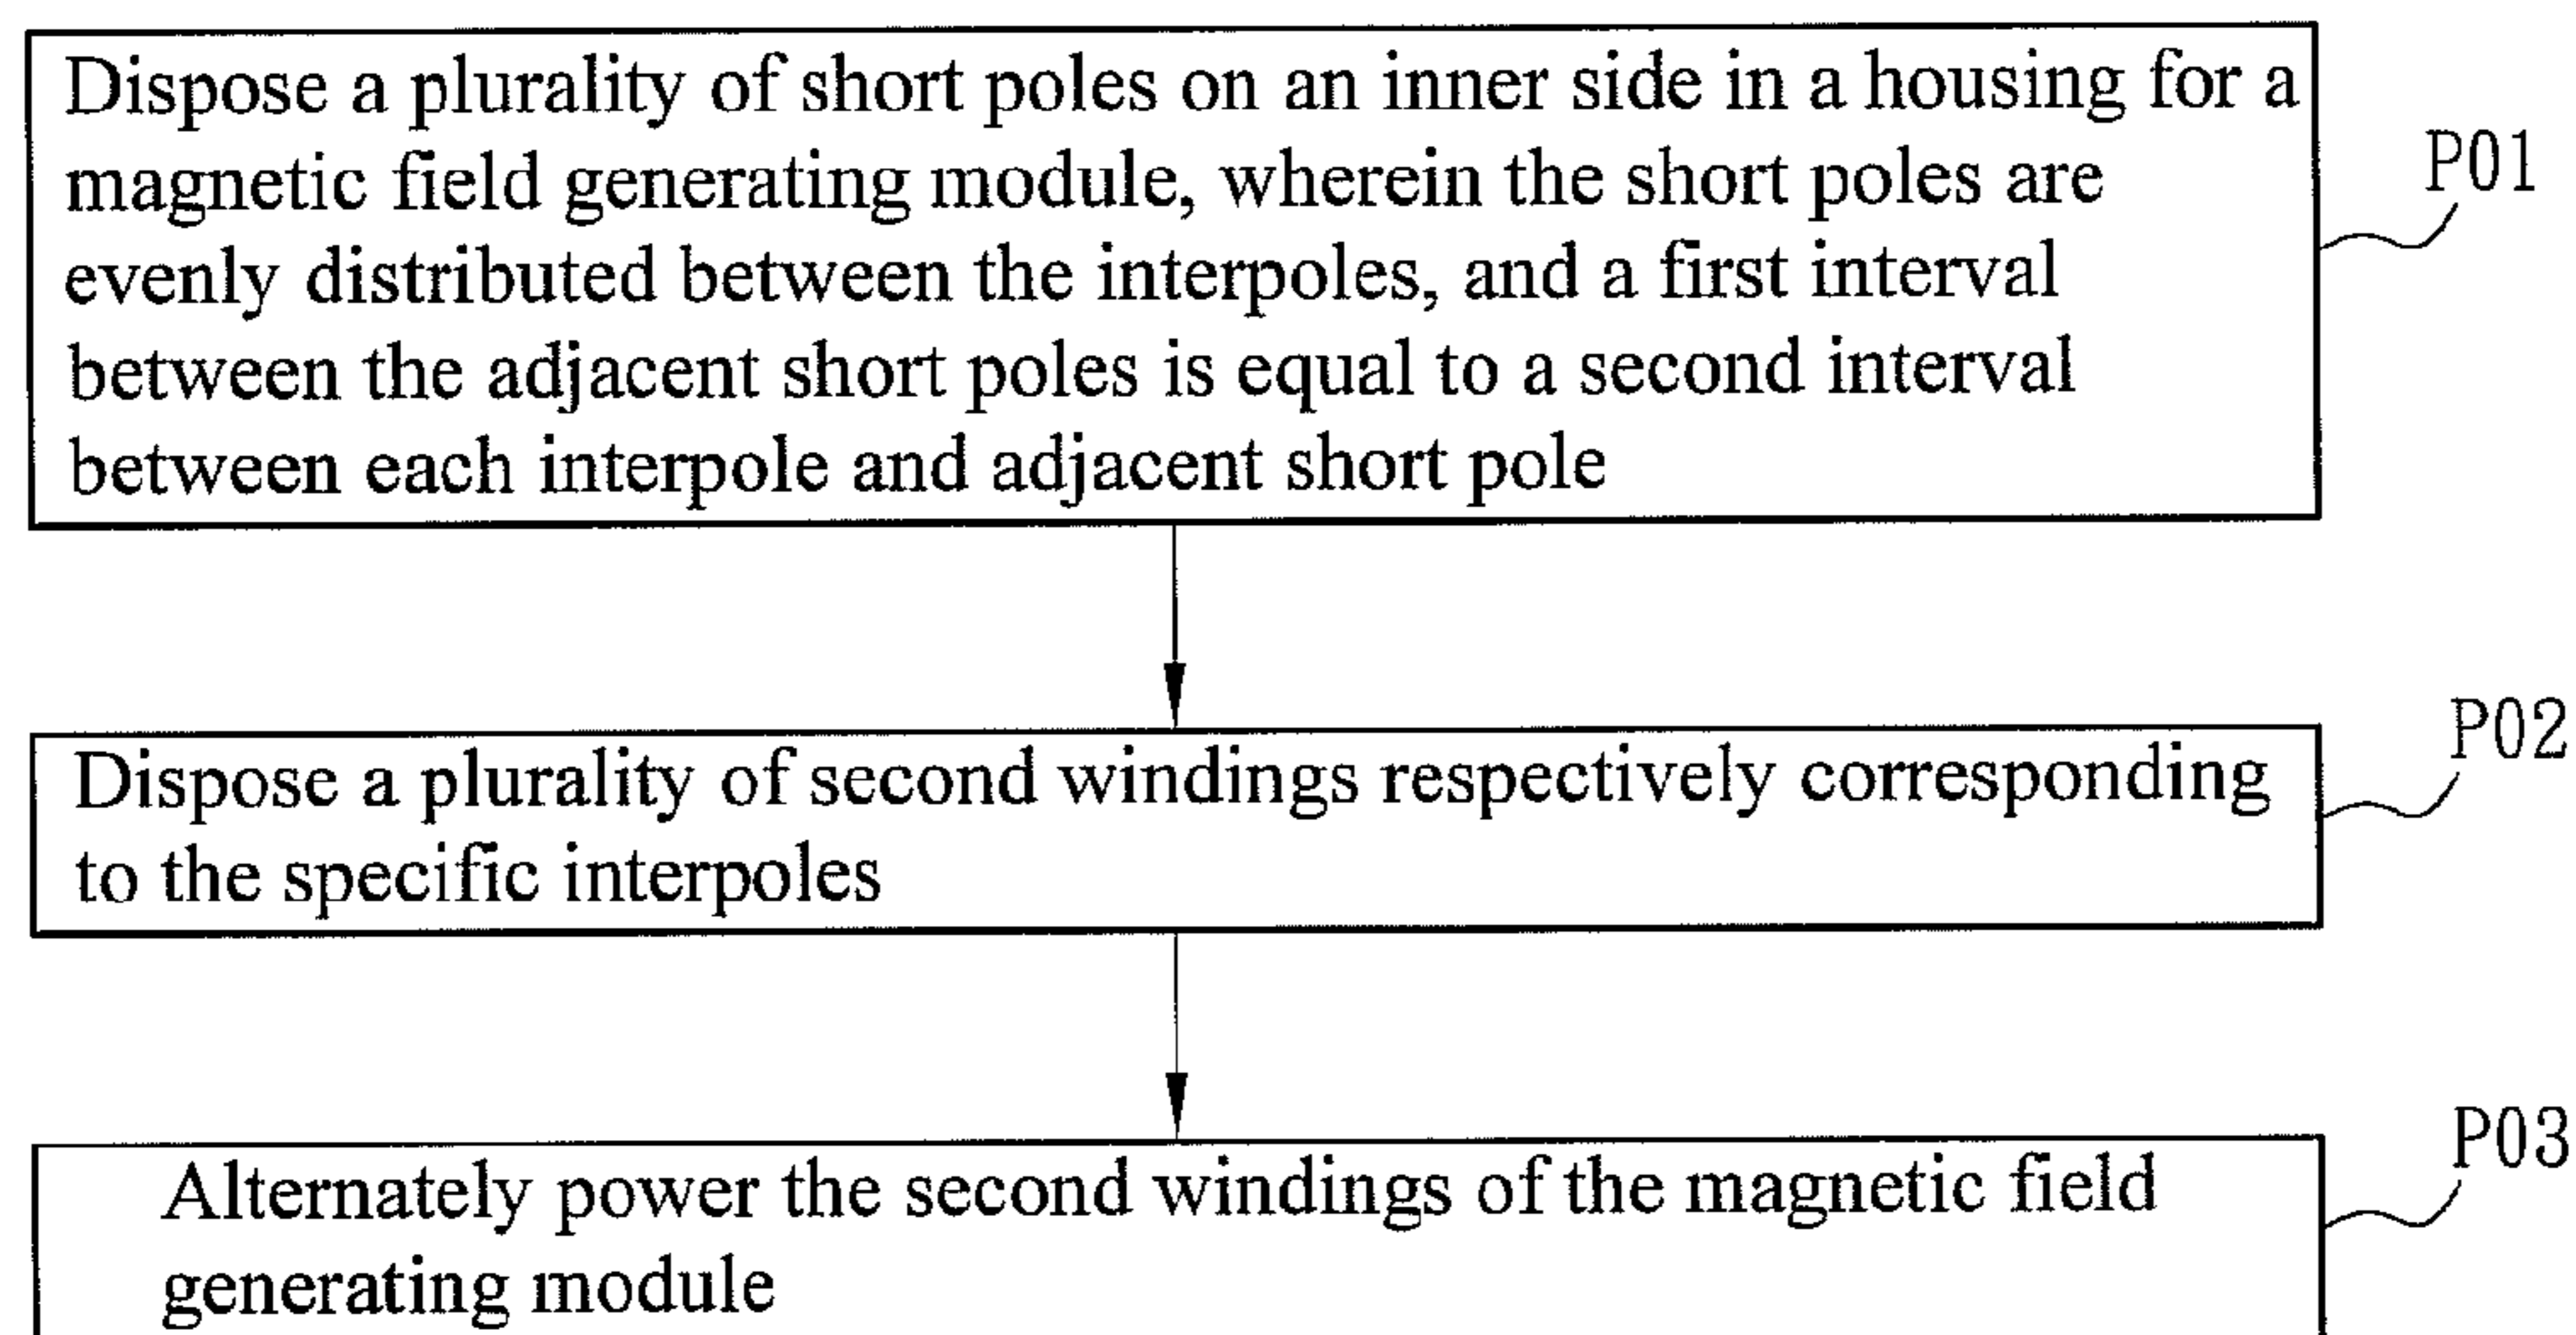 Dispose a plurality of short poles on an inner side in a housing for a
magnetic field generating module, wherein the short poles are
evenly distributed between the interpoles, and a first interval
between the adjacent short poles is equal to a second interval
between each interpole and adjacent short pole
P01
Dispose a plurality of second windings respectively corresponding
to the specific interpoles
P02
Alternately power the second windings of the magnetic field
generating module
P03